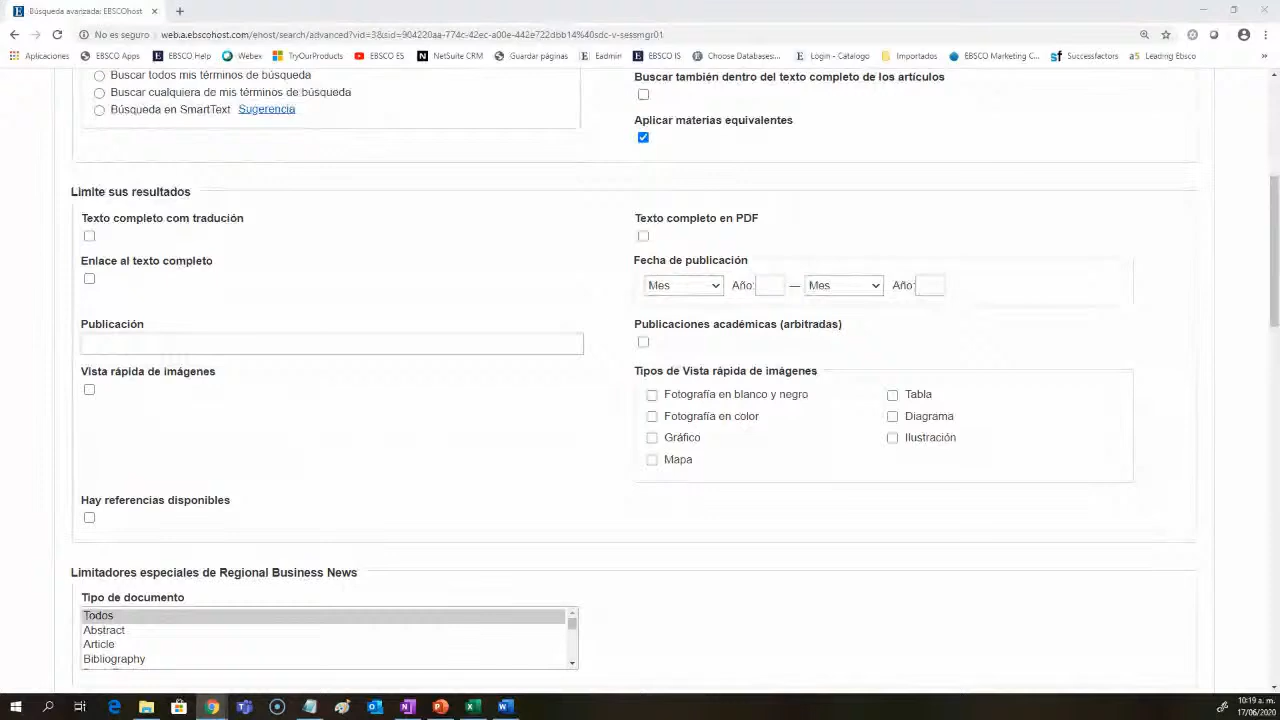 Búsqueda avanzada: EBSCOhost
No es seguro | web.a.ebscohost.com/ehost/search/advanced?vid=3&sid=904220aa-774c-42ec-a00e-442e722dbb14%40sdc-v-sessmgr01
Aplicaciones EBSCO Apps EBSCO Help Webex TryOurProducts EBSCO ES NetSuite CRM Guardar páginas Eadmin EBSCO IS Choose Databases:... Login - Catalogo Importados EBSCO Marketing C... Successfactors Leading Ebsco
Buscar todos mis términos de búsqueda
Buscar cualquiera de mis términos de búsqueda
Búsqueda en SmartText Sugerencia
Buscar también dentro del texto completo de los artículos
Aplicar materias equivalentes
Limite sus resultados
Texto completo com tradución
Texto completo en PDF
Enlace al texto completo
Fecha de publicación
Mes Año: — Mes Año:
Publicación
Publicaciones académicas (arbitradas)
Vista rápida de imágenes
Tipos de Vista rápida de imágenes
Fotografía en blanco y negro Tabla
Fotografía en color Diagrama
Gráfico Ilustración
Mapa
Hay referencias disponibles
Limitadores especiales de Regional Business News
Tipo de documento
Todos
Abstract
Article
Bibliography
10:19 a. m.
17/06/2020